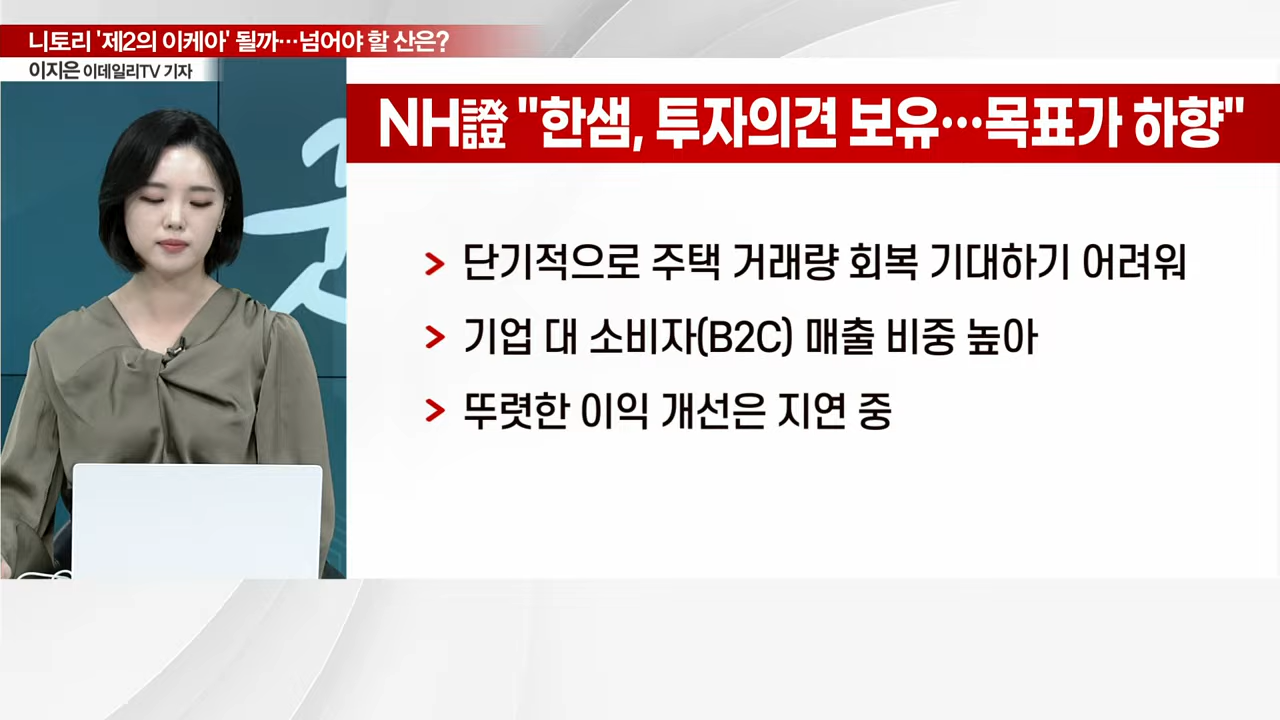 니토리 '제2의 이케아' 될까…넘어야 할 산은?
이지은 이데일리TV 기자
NH證 "한샘, 투자의견 보유…목표가 하향"
> 단기적으로 주택 거래량 회복 기대하기 어려워
> 기업 대 소비자(B2C) 매출 비중 높아
> 뚜렷한 이익 개선은 지연 중